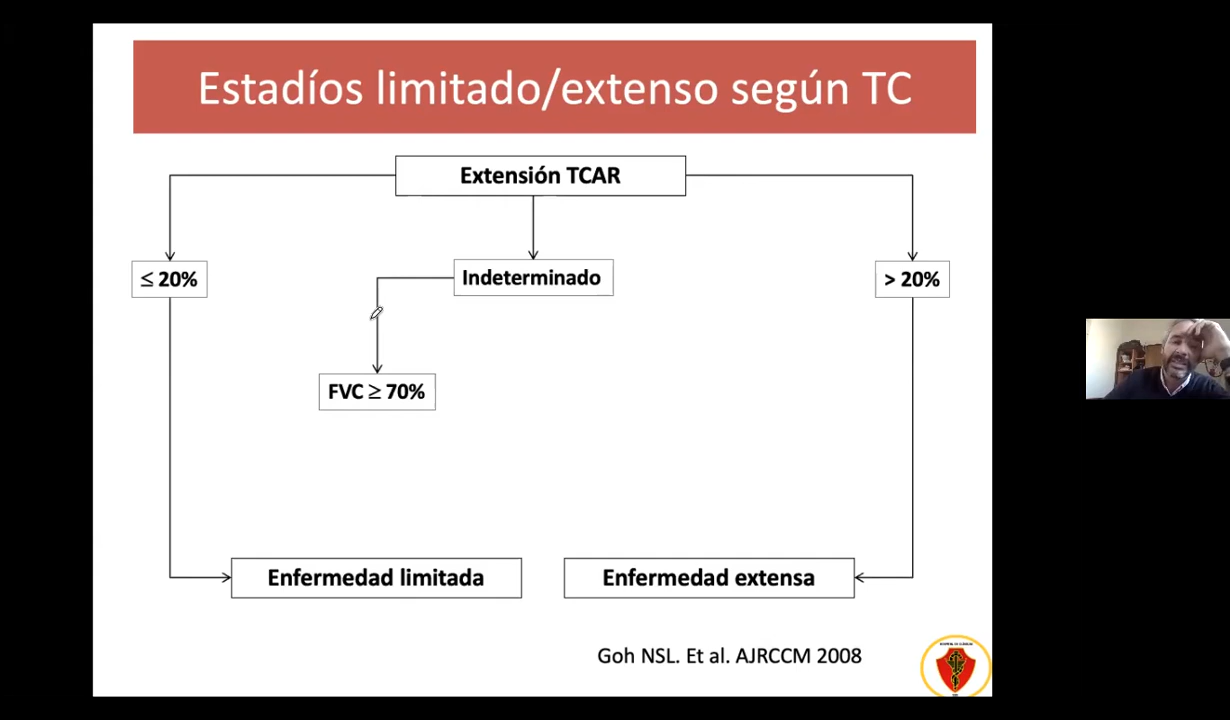 Estadíos limitado/extenso según TC
Extensión TCAR
≤ 20%
Indeterminado
> 20%
FVC ≥ 70%
Enfermedad limitada
Enfermedad extensa
Goh NSL. Et al. AJRCCM 2008